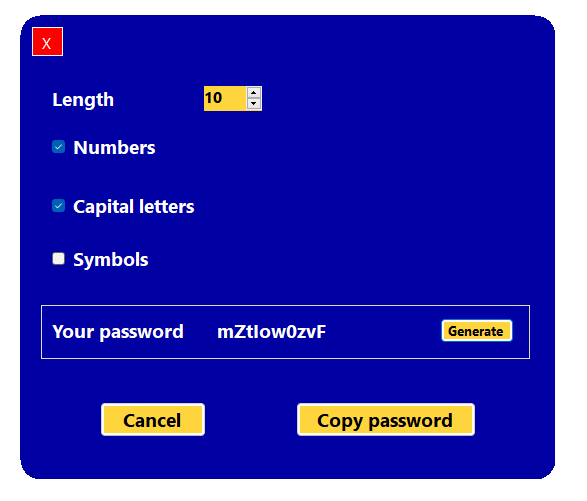 X
Length 10
Numbers
Capital letters
Symbols
Your password mZtIow0zvF Generate
Cancel Copy password